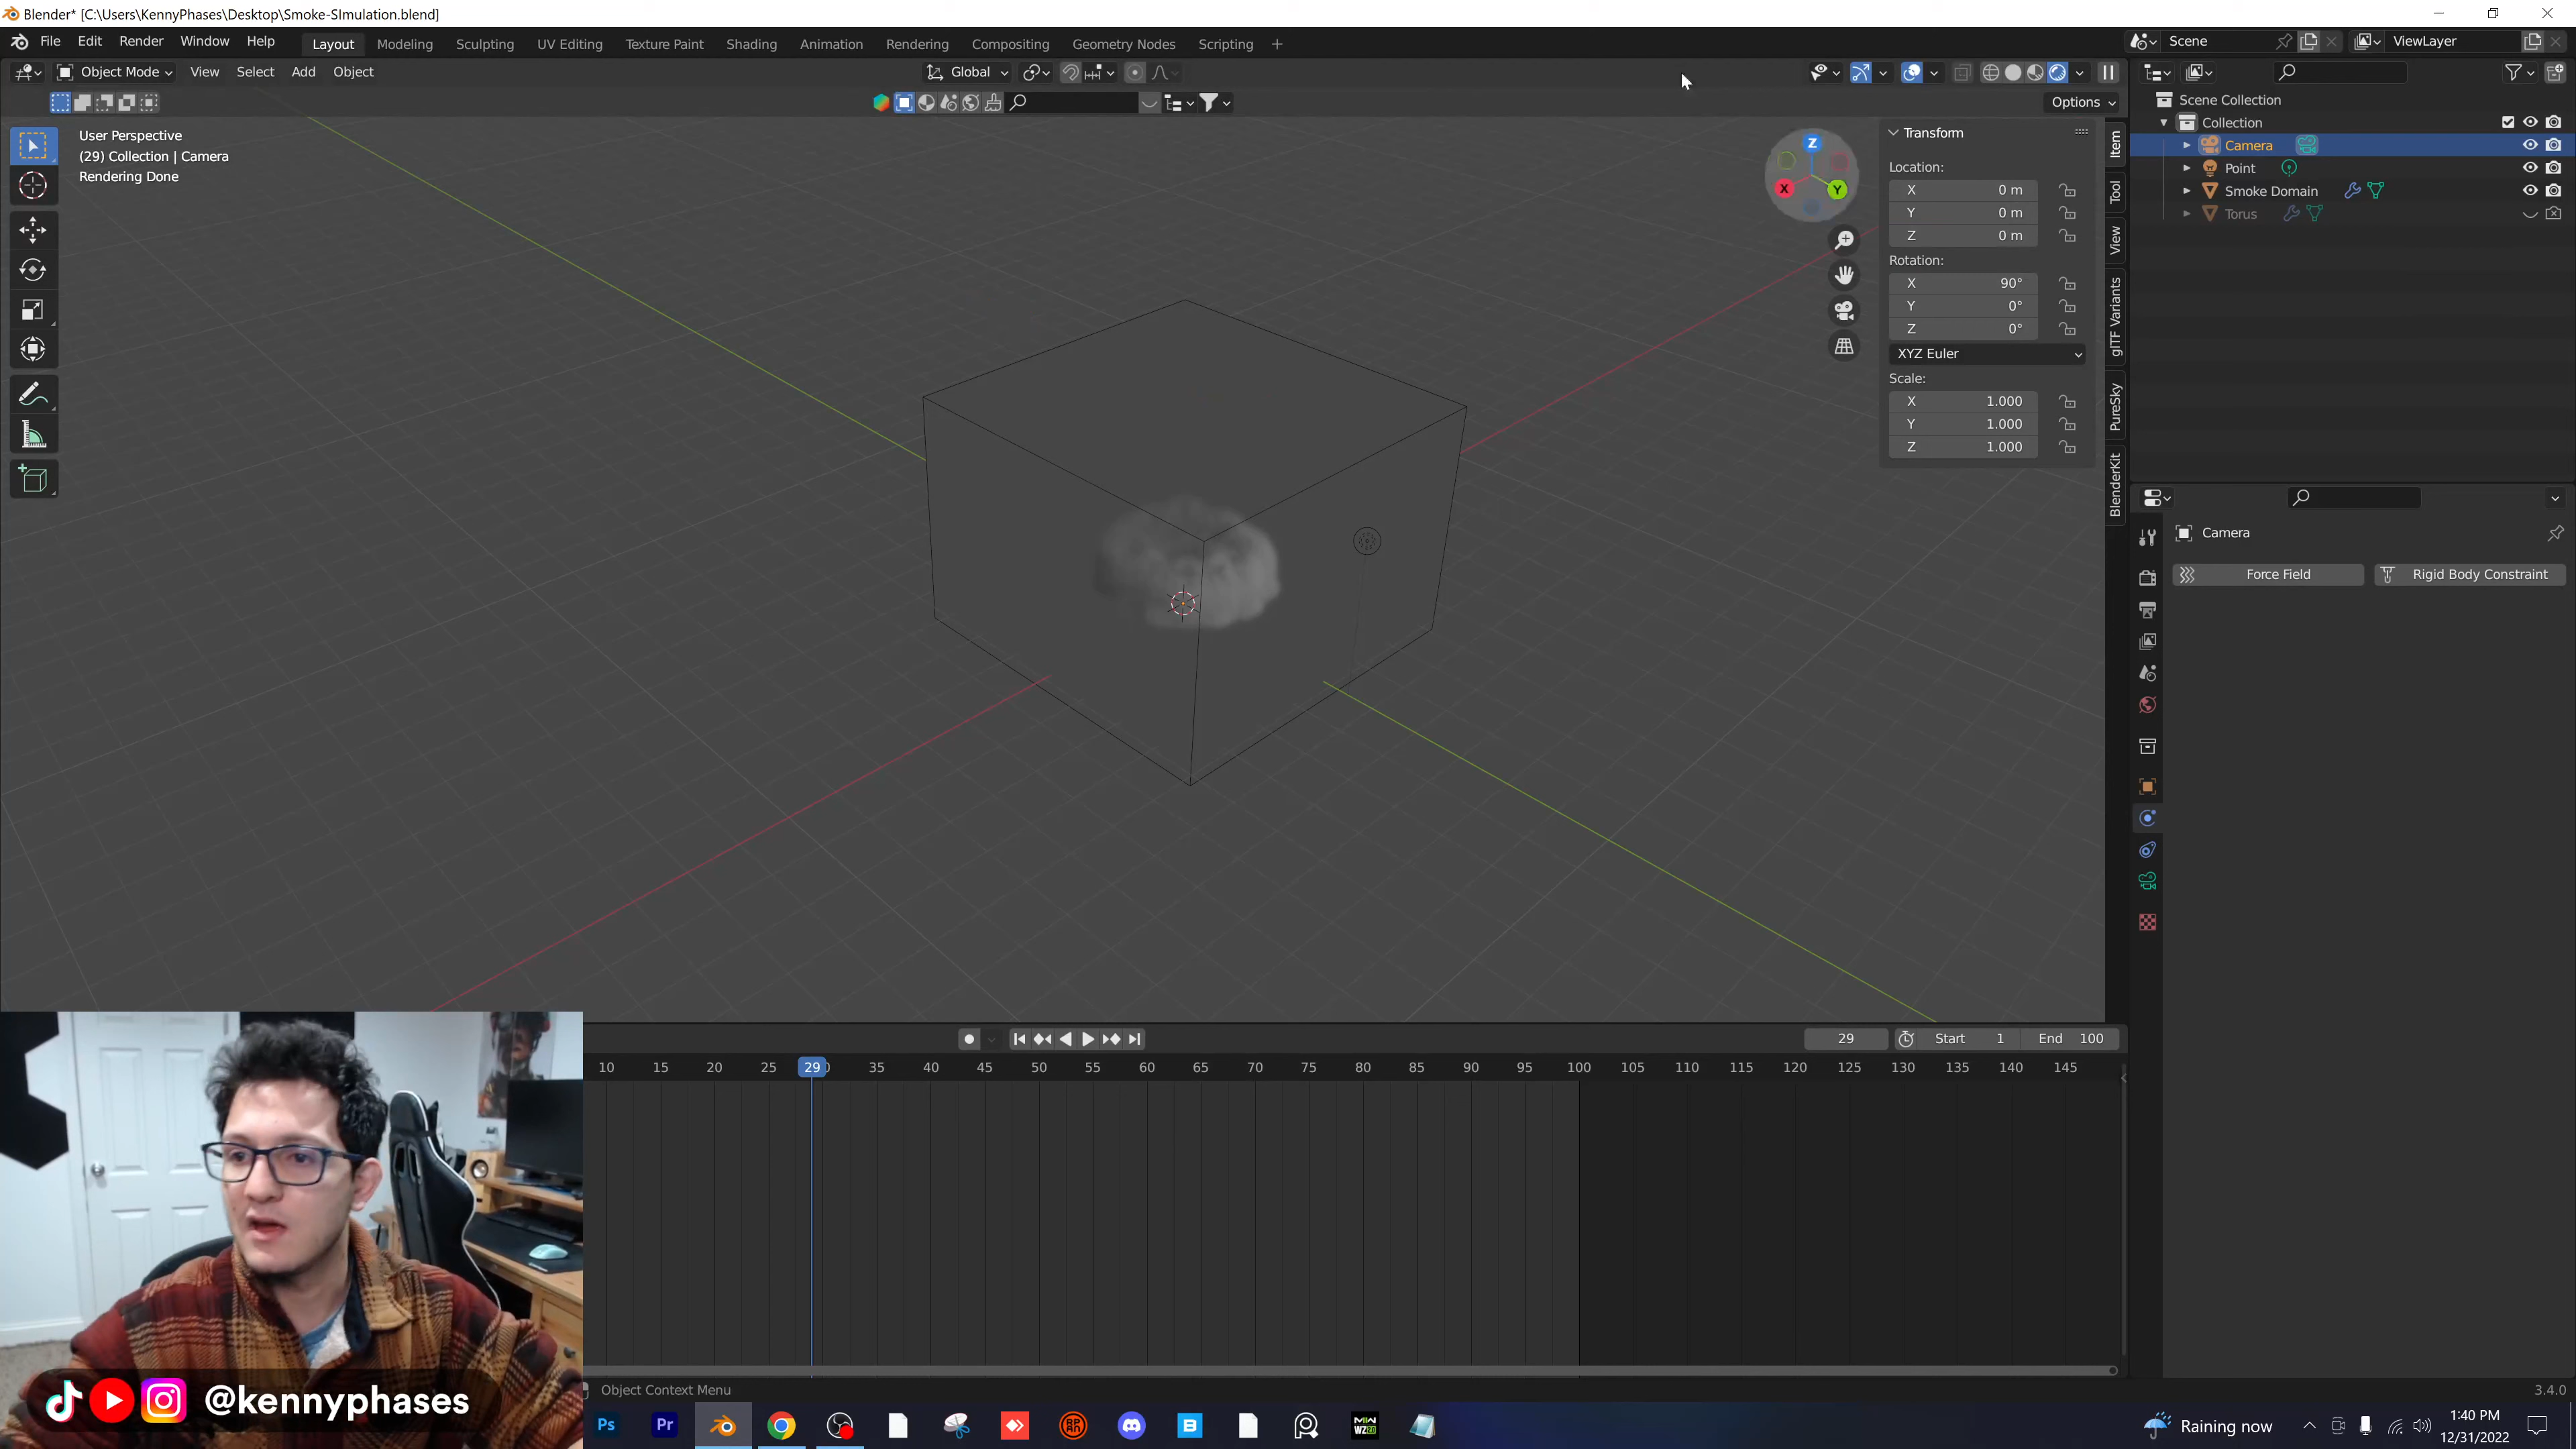 Blender* [C:\Users\KennyPhases\Desktop\Smoke-SImulation.blend]
File Edit Render Window Help Layout Modeling Sculpting UV Editing Texture Paint Shading Animation Rendering Compositing Geometry Nodes Scripting + Scene ViewLayer
Object Mode View Select Add Object Global
Options
User Perspective
(29) Collection | Camera
Rendering Done
Z
X
Y
Transform
Location:
X 0 m
Y 0 m
Z 0 m
Rotation:
X 90°
Y 0°
Z 0°
XYZ Euler
Scale:
X 1.000
Y 1.000
Z 1.000
Item
Tool
View
glTF Variants
PureSky
BlenderKit
Scene Collection
Collection
Camera
Point
Smoke Domain
Torus
Camera
Force Field Rigid Body Constraint
29 Start 1 End 100
10 15 20 25 29 35 40 45 50 55 60 65 70 75 80 85 90 95 100 105 110 115 120 125 130 135 140 145
Object Context Menu
3.4.0
@kennyphases
Ps Pr B MW WZ2.0
Raining now
1:40 PM
12/31/2022